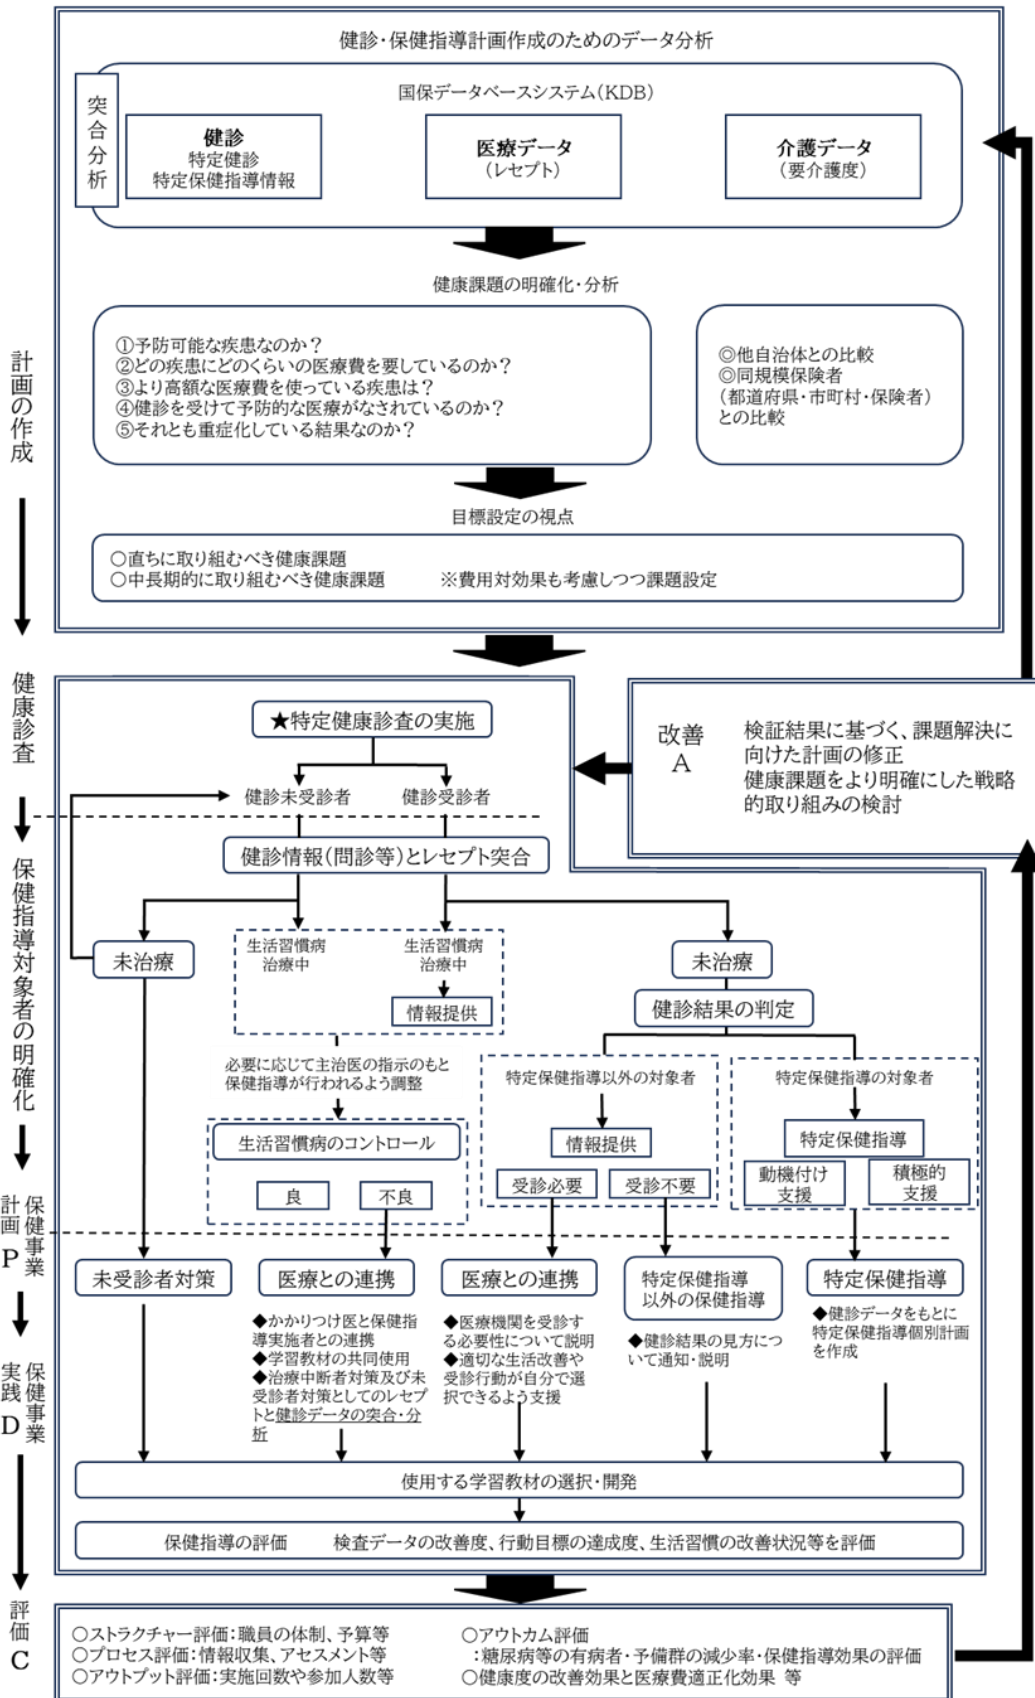 健診・保健指導計画作成のためのデータ分析
国保データベースシステム(KDB)
突合分析
健診
特定健診
特定保健指導情報
医療データ
(レセプト)
介護データ
(要介護度)
健康課題の明確化・分析
①予防可能な疾患なのか?
②どの疾患にどのくらいの医療費を要しているのか?
③より高額な医療費を使っている疾患は?
④健診を受けて予防的な医療がなされているのか?
⑤それとも重症化している結果なのか?
◎他自治体との比較
◎同規模保険者
(都道府県・市町村・保険者)
との比較
計画の作成
目標設定の視点
○直ちに取り組むべき健康課題
○中長期的に取り組むべき健康課題 ※費用対効果も考慮しつつ課題設定
健康診査
★特定健康診査の実施
健診未受診者
健診受診者
改善
A
検証結果に基づく、課題解決に
向けた計画の修正
健康課題をより明確にした戦略
的取り組みの検討
保健指導対象者の明確化
健診情報(問診等)とレセプト突合
未治療
生活習慣病
治療中
生活習慣病
治療中
情報提供
未治療
健診結果の判定
必要に応じて主治医の指示のもと
保健指導が行われるよう調整
生活習慣病のコントロール
良
不良
特定保健指導以外の対象者
情報提供
受診必要
受診不要
特定保健指導の対象者
特定保健指導
動機付け
支援
積極的
支援
保健事業
計画 P
未受診者対策
医療との連携
医療との連携
特定保健指導
以外の保健指導
特定保健指導
◆かかりつけ医と保健指
導実施者との連携
◆学習教材の共同使用
◆治療中断者対策及び未
受診者対策としてのレセプ
トと健診データの突合・分
析
◆医療機関を受診す
る必要性について説明
◆適切な生活改善や
受診行動が自分で選
択できるよう支援
◆健診結果の見方につ
いて通知・説明
◆健診データをもとに
特定保健指導個別計画
を作成
保健事業
実践 D
使用する学習教材の選択・開発
保健指導の評価 検査データの改善度、行動目標の達成度、生活習慣の改善状況等を評価
評価
C
○ストラクチャー評価:職員の体制、予算等
○プロセス評価:情報収集、アセスメント等
○アウトプット評価:実施回数や参加人数等
○アウトカム評価
:糖尿病等の有病者・予備群の減少率・保健指導効果の評価
○健康度の改善効果と医療費適正化効果 等